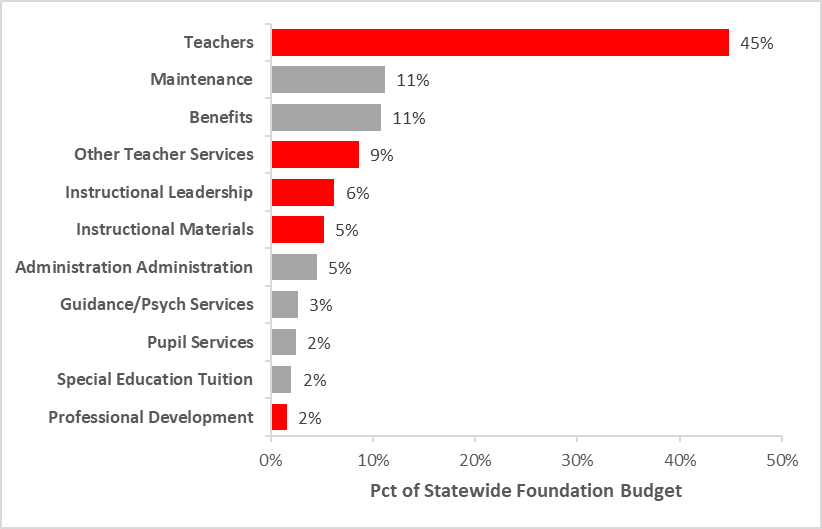 Teachers 45%
Maintenance 11%
Benefits 11%
Other Teacher Services 9%
Instructional Leadership 6%
Instructional Materials 5%
Administration Administration 5%
Guidance/Psych Services 3%
Pupil Services 2%
Special Education Tuition 2%
Professional Development 2%
0% 10% 20% 30% 40% 50%
Pct of Statewide Foundation Budget